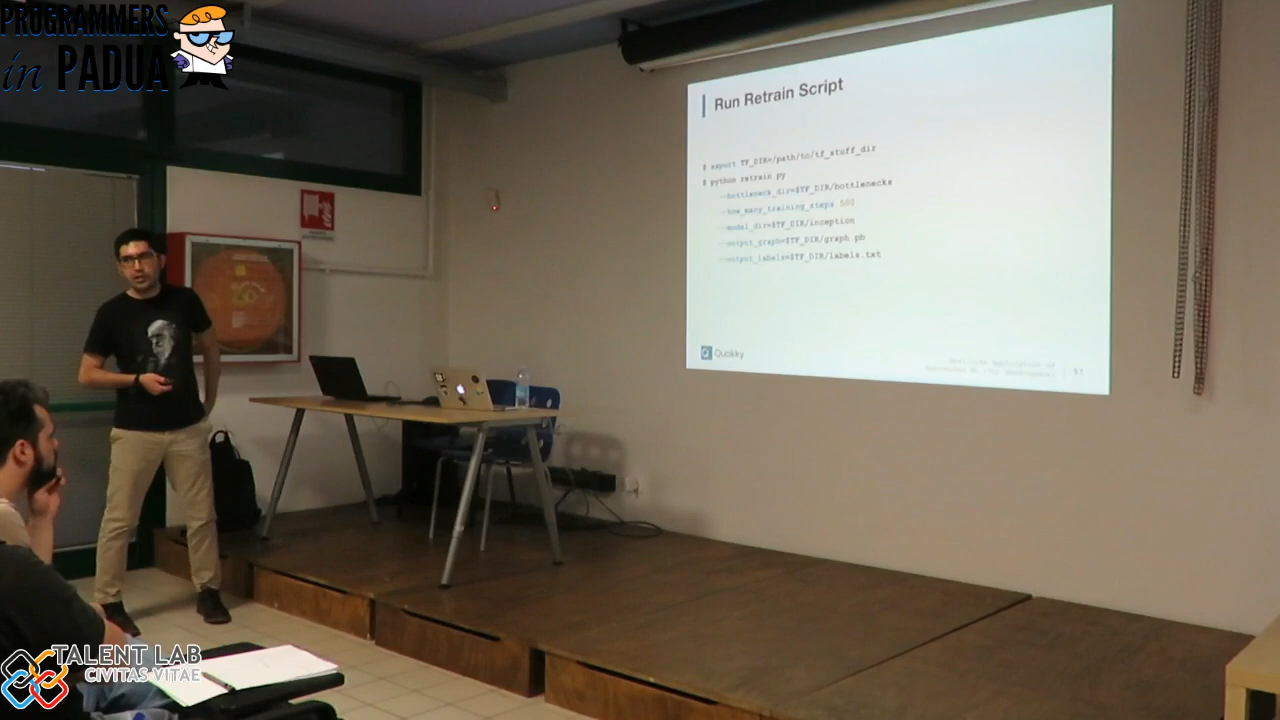 PROGRAMMERS
in PADUA
Run Retrain Script
$ export TF_DIR=/path/to/tf_stuff_dir
$ python retrain.py
--bottleneck_dir=$TF_DIR/bottlenecks
--how_many_training_steps 500
--model_dir=$TF_DIR/inception
--output_graph=$TF_DIR/graph.pb
--output_labels=$TF_DIR/labels.txt
Quokky
57
TALENT LAB
CIVITAS VITAE